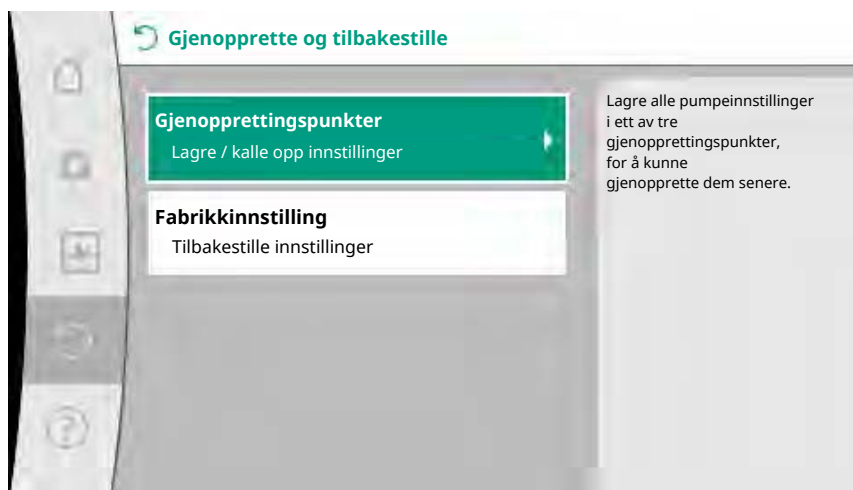 Gjenopprette og tilbakestille
Gjenopprettingspunkter
Lagre / kalle opp innstillinger
Fabrikkinnstilling
Tilbakestille innstillinger
Lagre alle pumpeinnstillinger
i ett av tre
gjenopprettingspunkter,
for å kunne
gjenopprette dem senere.